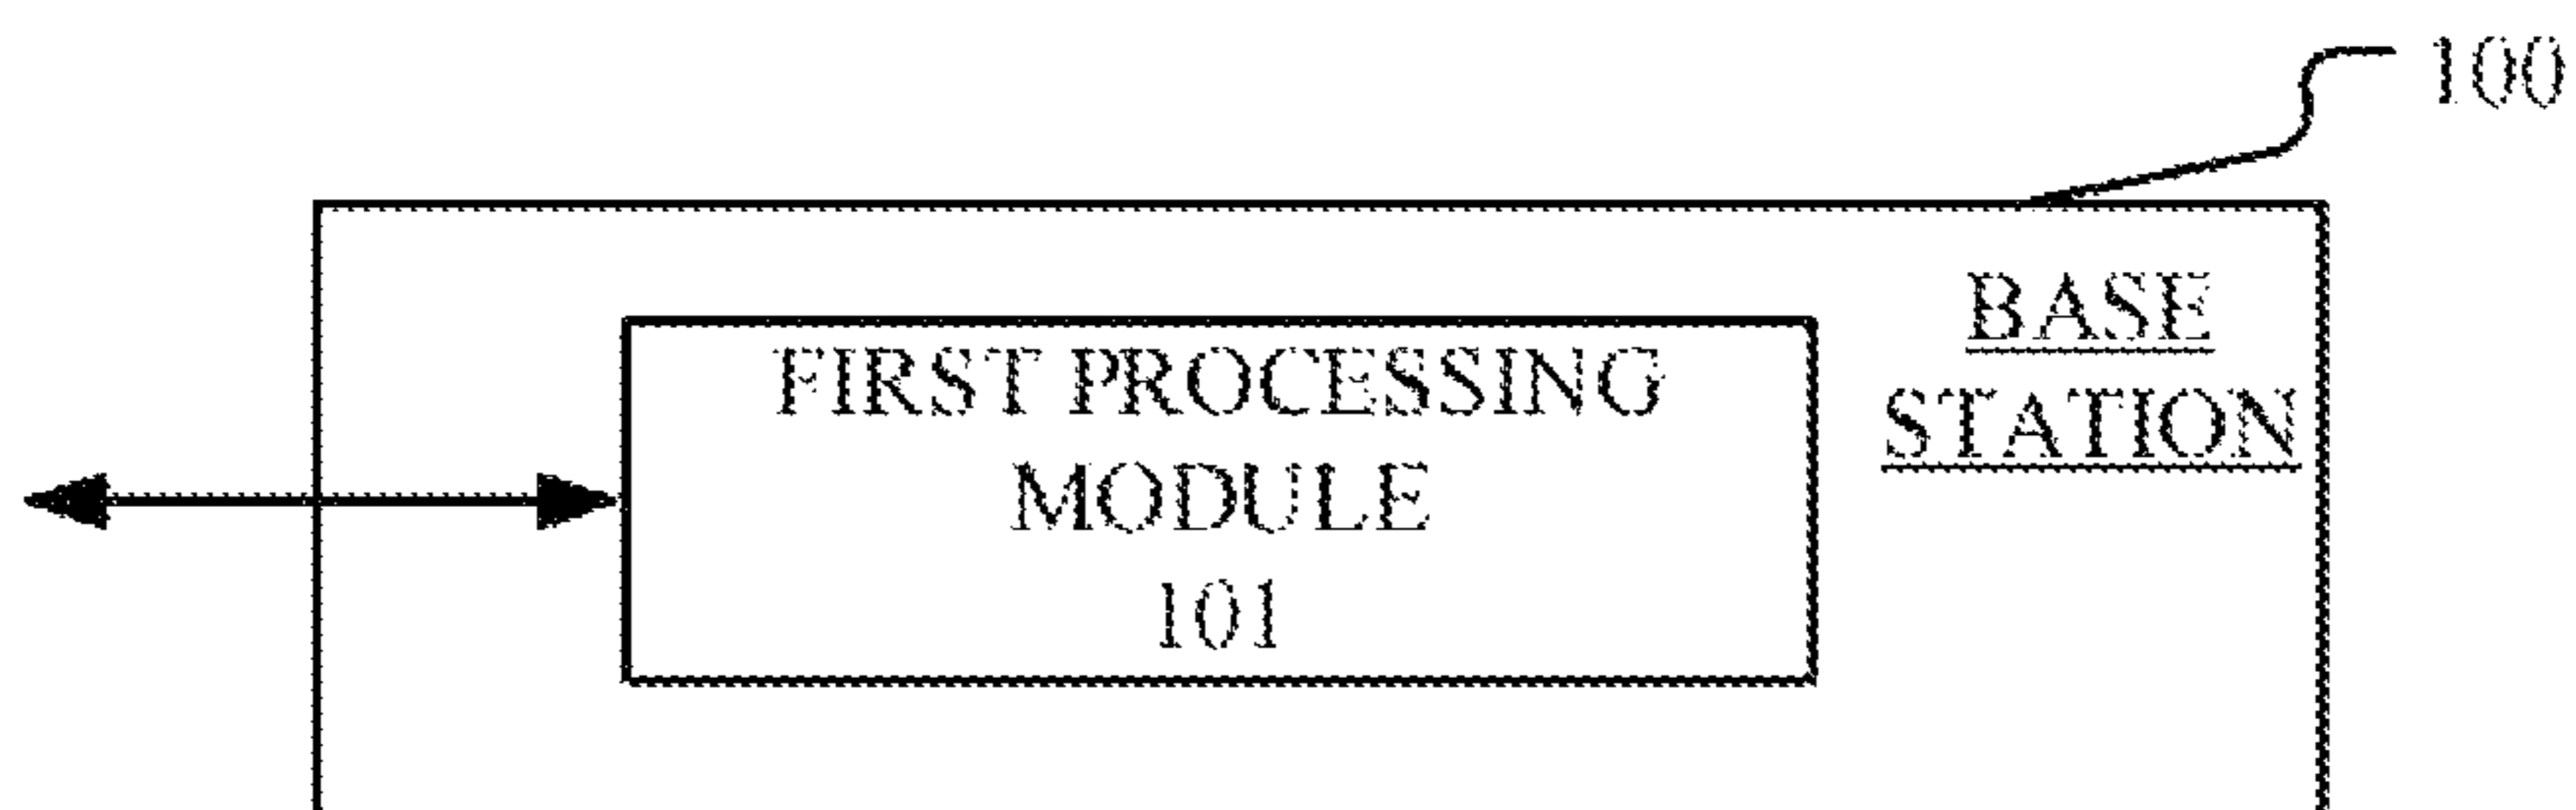 100
BASE
STATION
FIRST PROCESSING
MODULE
101